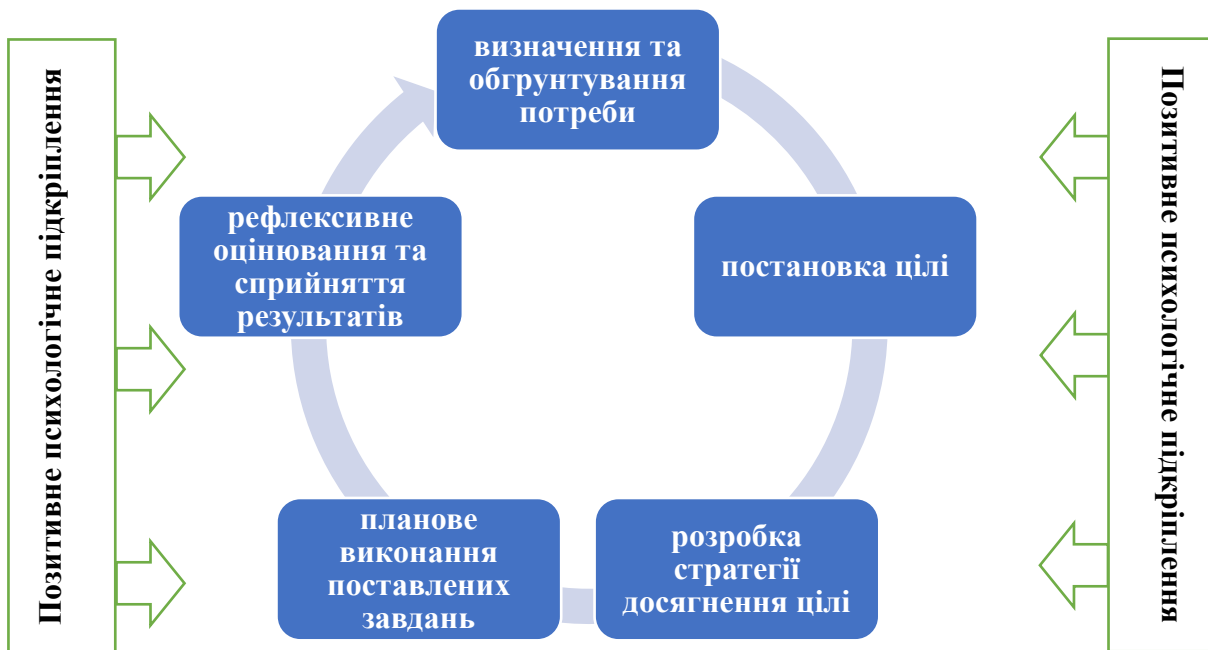 Позитивне психологічне підкріплення
визначення та
обгрунтування
потреби
постановка цілі
розробка
стратегії
досягнення цілі
планове
виконання
поставлених
завдань
рефлексивне
оцінювання та
сприйняття
результатів
Позитивне психологічне підкріплення